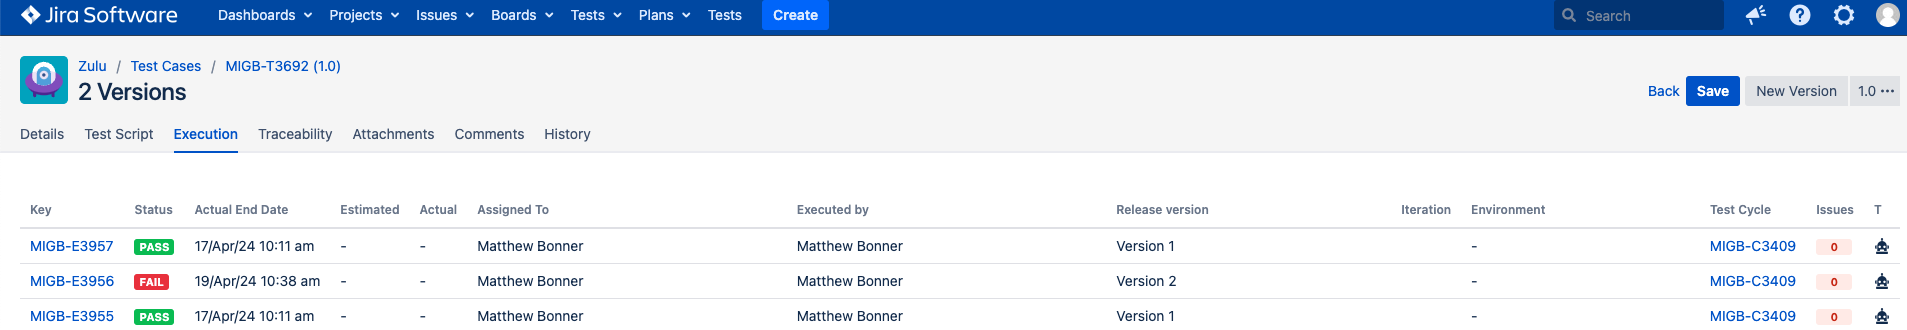 Jira Software Dashboards Projects Issues Boards Tests Plans Tests Create Search
Zulu / Test Cases / MIGB-T3692 (1.0)
2 Versions
Back Save New Version 1.0 ···
Details Test Script Execution Traceability Attachments Comments History
Key Status Actual End Date Estimated Actual Assigned To Executed by Release version Iteration Environment Test Cycle Issues T
MIGB-E3957 PASS 17/Apr/24 10:11 am - - Matthew Bonner Matthew Bonner Version 1 - MIGB-C3409 0
MIGB-E3956 FAIL 19/Apr/24 10:38 am - - Matthew Bonner Matthew Bonner Version 2 - MIGB-C3409 0
MIGB-E3955 PASS 17/Apr/24 10:11 am - - Matthew Bonner Matthew Bonner Version 1 - MIGB-C3409 0